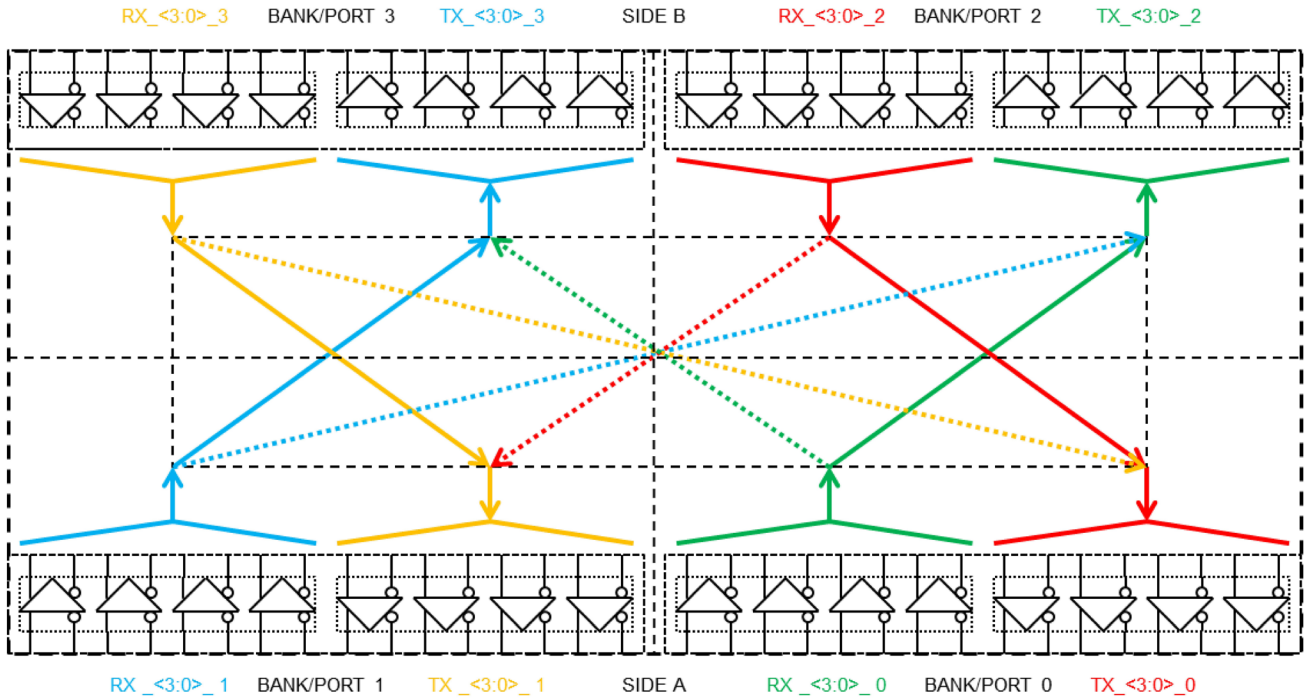 RX_<3:0>_3 BANK/PORT 3 TX_<3:0>_3 SIDE B RX_<3:0>_2 BANK/PORT 2 TX_<3:0>_2
RX _<3:0>_ 1 BANK/PORT 1 TX _<3:0>_ 1 SIDE A RX _<3:0>_ 0 BANK/PORT 0 TX_<3:0>_0